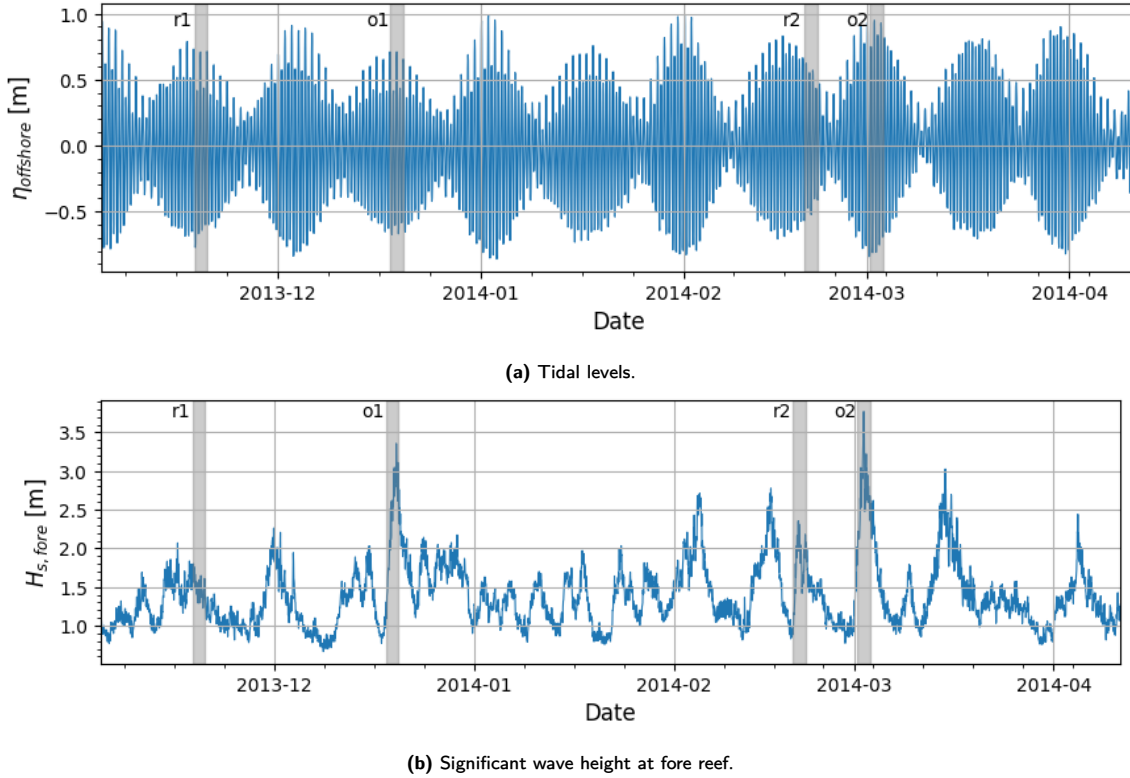 1.0
r1
o1
r2
o2
0.5
0.0
−0.5
η_offshore [m]
2013-12
2014-01
2014-02
2014-03
2014-04
Date
(a) Tidal levels.
r1
o1
r2
o2
3.5
3.0
2.5
2.0
1.5
1.0
H_s,fore [m]
2013-12
2014-01
2014-02
2014-03
2014-04
Date
(b) Significant wave height at fore reef.